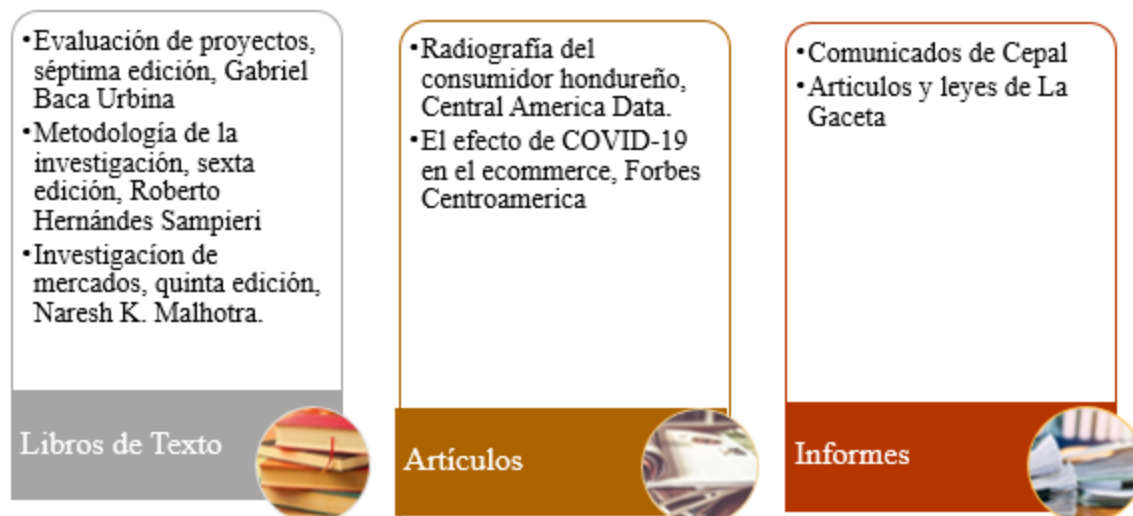 •Evaluación de proyectos,
séptima edición, Gabriel
Baca Urbina
•Metodología de la
investigación, sexta
edición, Roberto
Hernándes Sampieri
•Investigacíon de
mercados, quinta edición,
Naresh K. Malhotra.
Libros de Texto
•Radiografía del
consumidor hondureño,
Central America Data.
•El efecto de COVID-19
en el ecommerce, Forbes
Centroamerica
Artículos
•Comunicados de Cepal
•Articulos y leyes de La
Gaceta
Informes